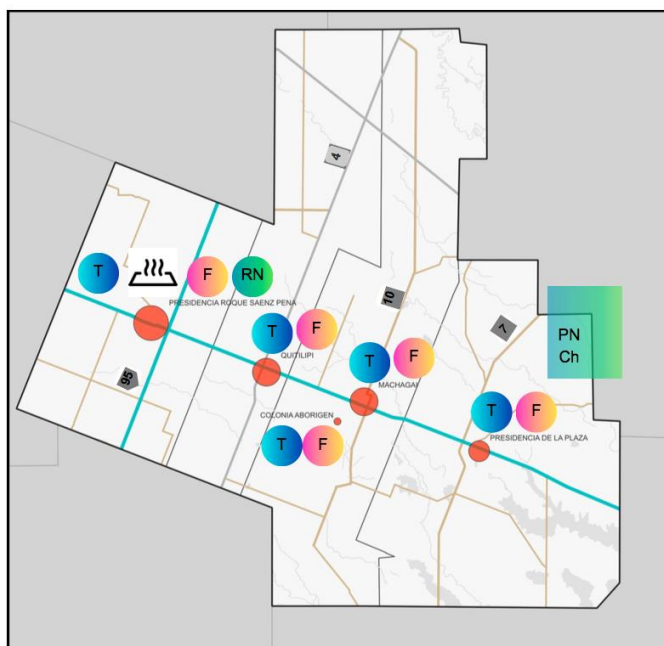 4
T
F
RN
PRESIDENCIA ROQUE SAENZ PEÑA
10
PN
Ch
7
T
F
QUITILIPI
T
F
MACHAGAI
95
COLONIA ABORIGEN
T
F
T
F
PRESIDENCIA DE LA PLAZA